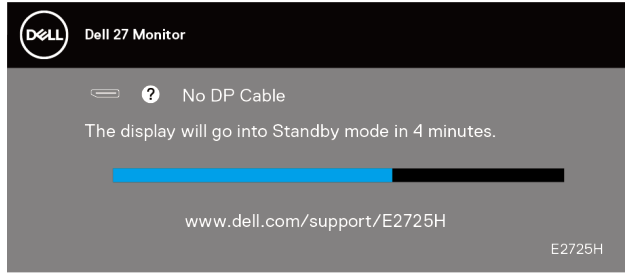 DELL
Dell 27 Monitor
? No DP Cable
The display will go into Standby mode in 4 minutes.
www.dell.com/support/E2725H
E2725H